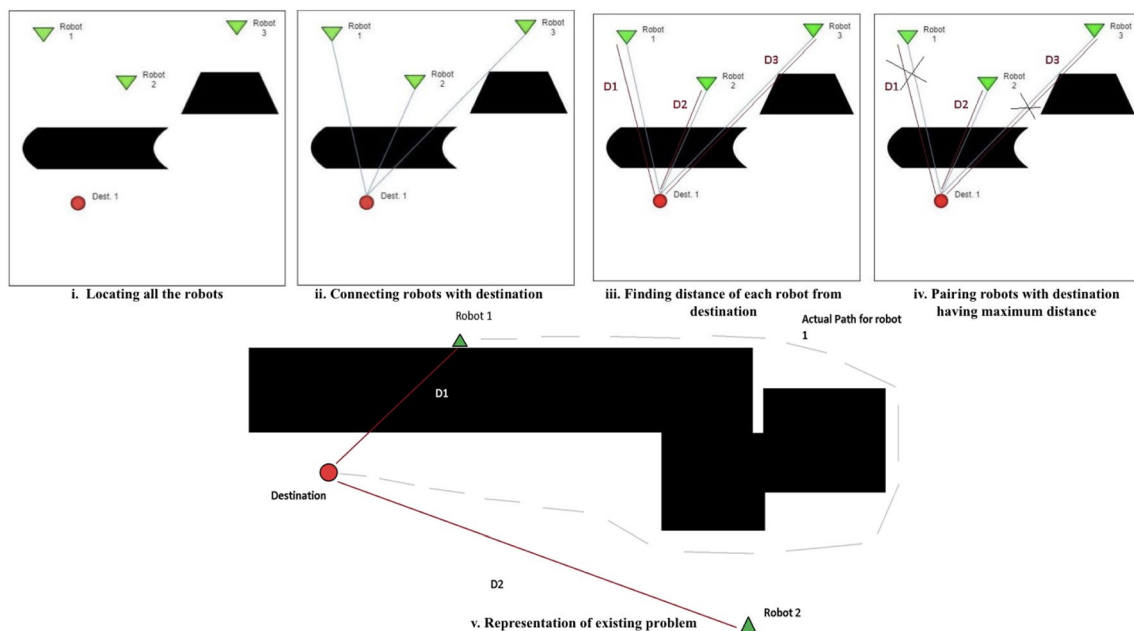 Robot
1
Robot
3
Robot
2
Dest. 1
i. Locating all the robots
Robot
1
Robot
3
Robot
2
Dest. 1
ii. Connecting robots with destination
Robot
1
Robot
3
D3
D1
Robot
2
D2
Dest. 1
iii. Finding distance of each robot from
destination
Robot
1
Robot
3
D3
D1
Robot
2
D2
Dest. 1
iv. Pairing robots with destination
having maximum distance
Robot 1
Actual Path for robot
1
D1
Destination
D2
Robot 2
v. Representation of existing problem